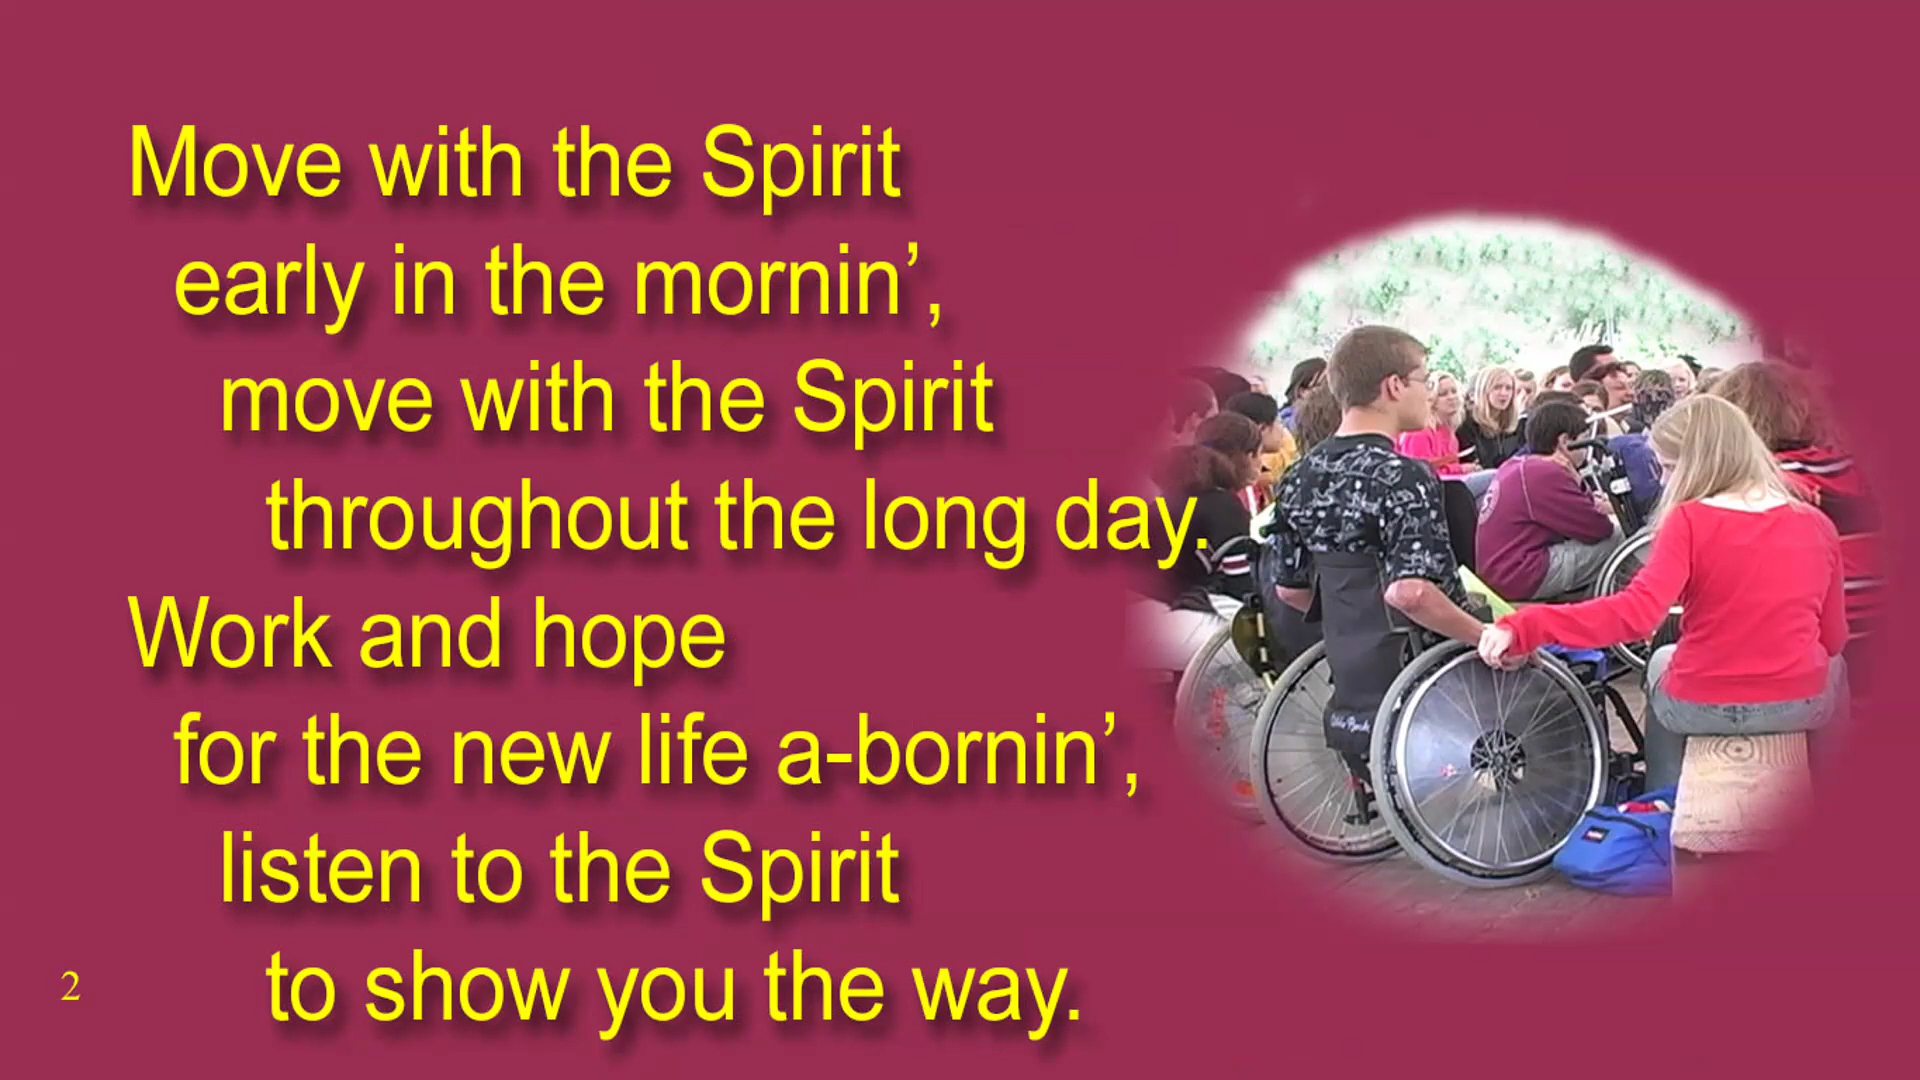 Move with the Spirit
early in the mornin’,
move with the Spirit
throughout the long day.
Work and hope
for the new life a-bornin’,
listen to the Spirit
to show you the way.
2